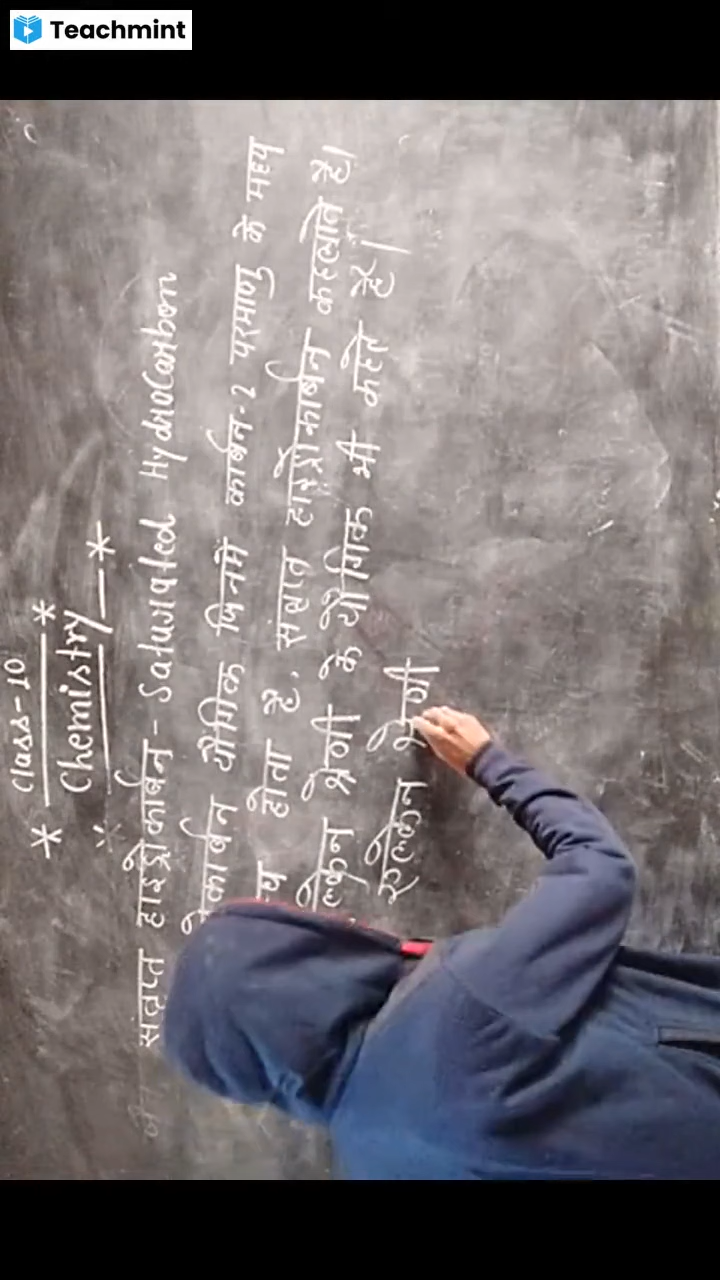 Teachmint
Class-10
* Chemistry *
संतृप्त हाइड्रोकार्बन - Saturated Hydrocarbon
वे कार्बन यौगिक जिनमें कार्बन-2 परमाणु के मध्य
होता है, संतृप्त हाइड्रोकार्बन कहलाते हैं।
श्रेणी के यौगिक भी कहते हैं।
एल्केन श्रेणी